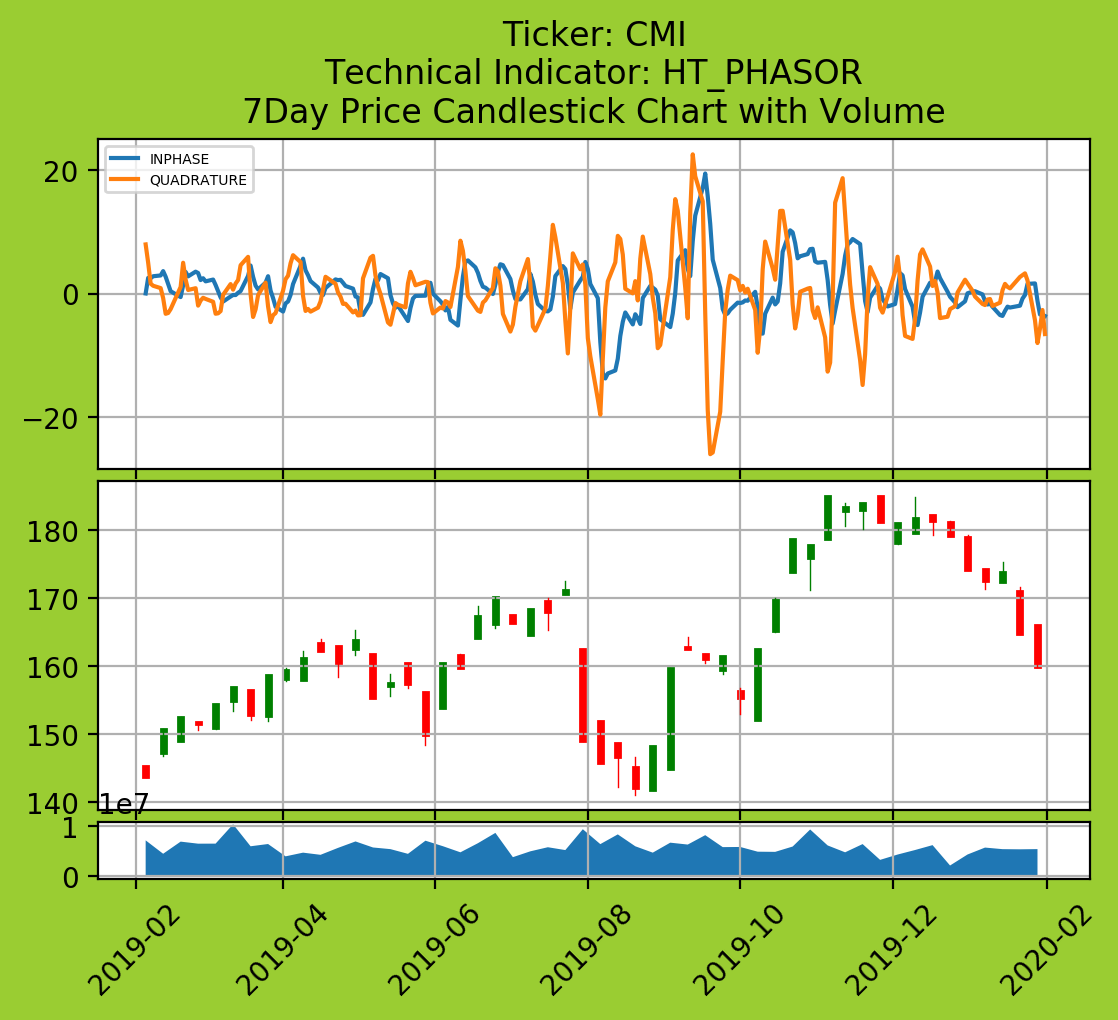 Ticker: CMI
Technical Indicator: HT_PHASOR
7Day Price Candlestick Chart with Volume
INPHASE
QUADRATURE
20
0
−20
180
170
160
150
140
1e7
1
0
2019-02
2019-04
2019-06
2019-08
2019-10
2019-12
2020-02